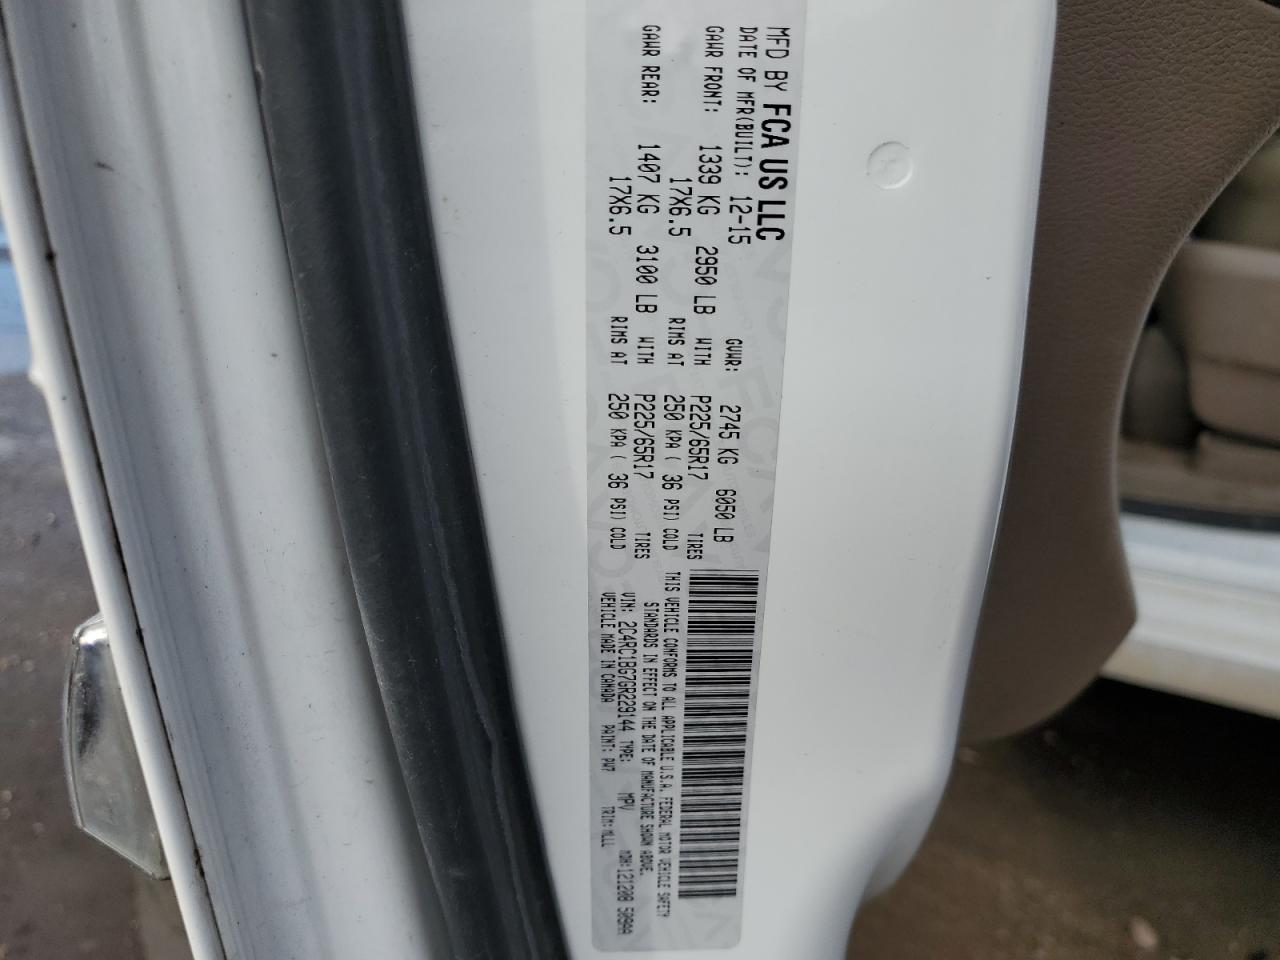 MFD BY FCA US LLC
DATE OF MFR(BUILT): 12-15 GVWR: 2745 KG 6050 LB
GAWR FRONT: 1339 KG 2950 LB WITH P225/65R17 TIRES
17X6.5 RIMS AT 250 KPA ( 36 PSI) COLD
GAWR REAR: 1407 KG 3100 LB WITH P225/65R17 TIRES
17X6.5 RIMS AT 250 KPA ( 36 PSI) COLD
THIS VEHICLE CONFORMS TO ALL APPLICABLE U.S.A. FEDERAL MOTOR VEHICLE SAFETY
STANDARDS IN EFFECT ON THE DATE OF MANUFACTURE SHOWN ABOVE.
VIN: 2C4RC1BG7GR229144 TYPE: MPV MDH:121208 509AA
VEHICLE MADE IN CANADA PAINT: PW7 TRIM:MLLL